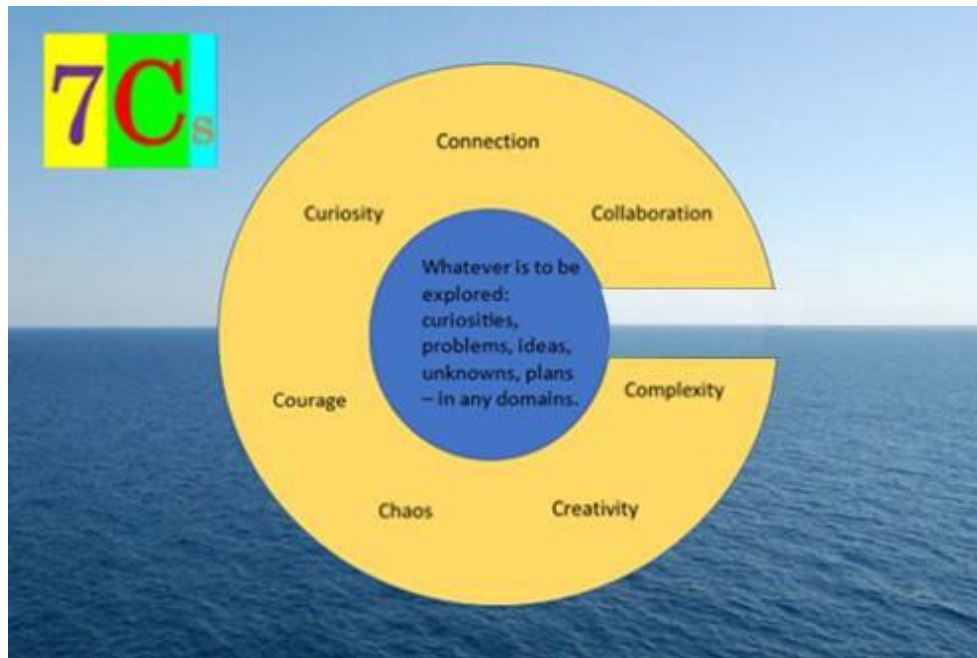 7Cs
Connection
Curiosity
Collaboration
Whatever is to be
explored:
curiosities,
problems, ideas,
unknowns, plans
– in any domains.
Courage
Complexity
Chaos
Creativity